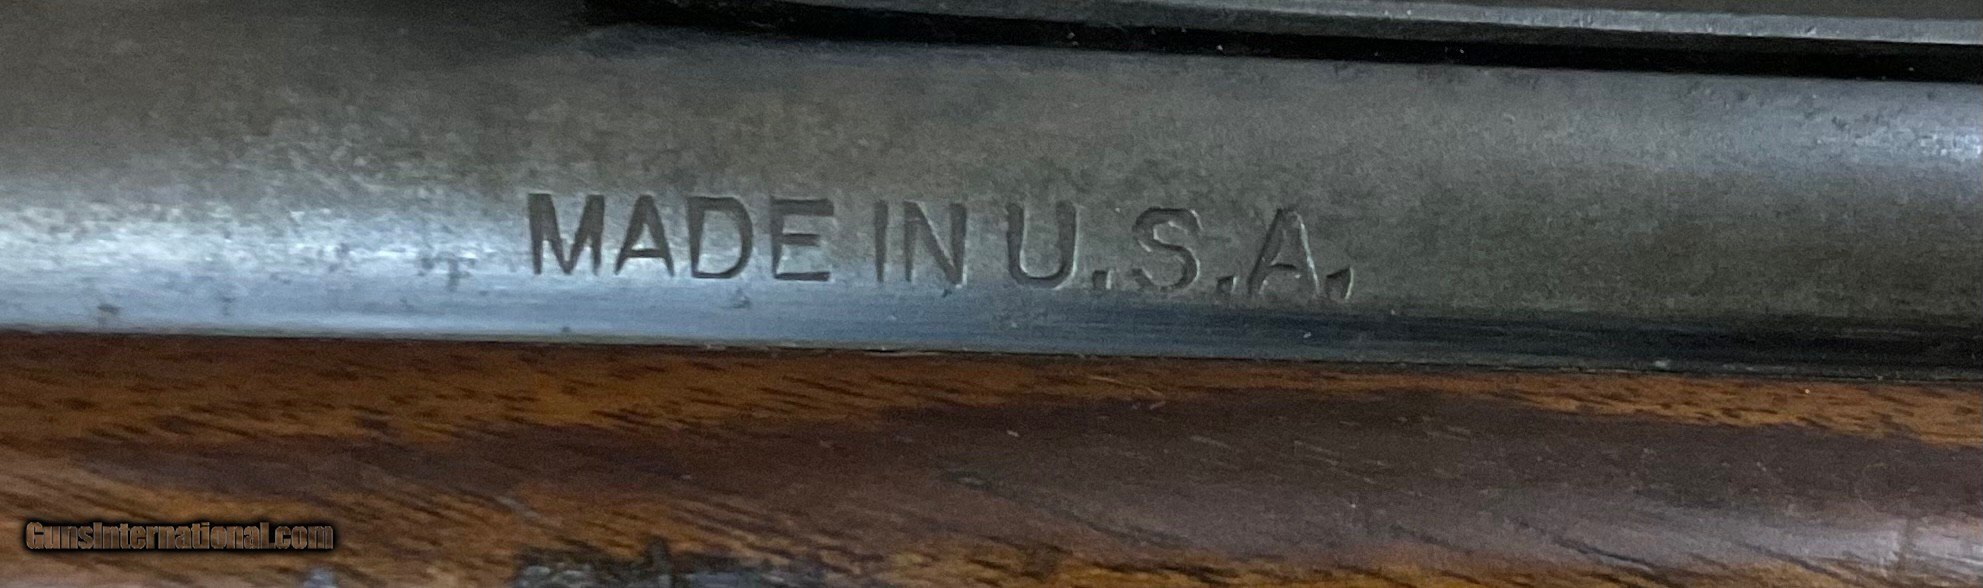 MADE IN U.S.A.
GunsInternational.com